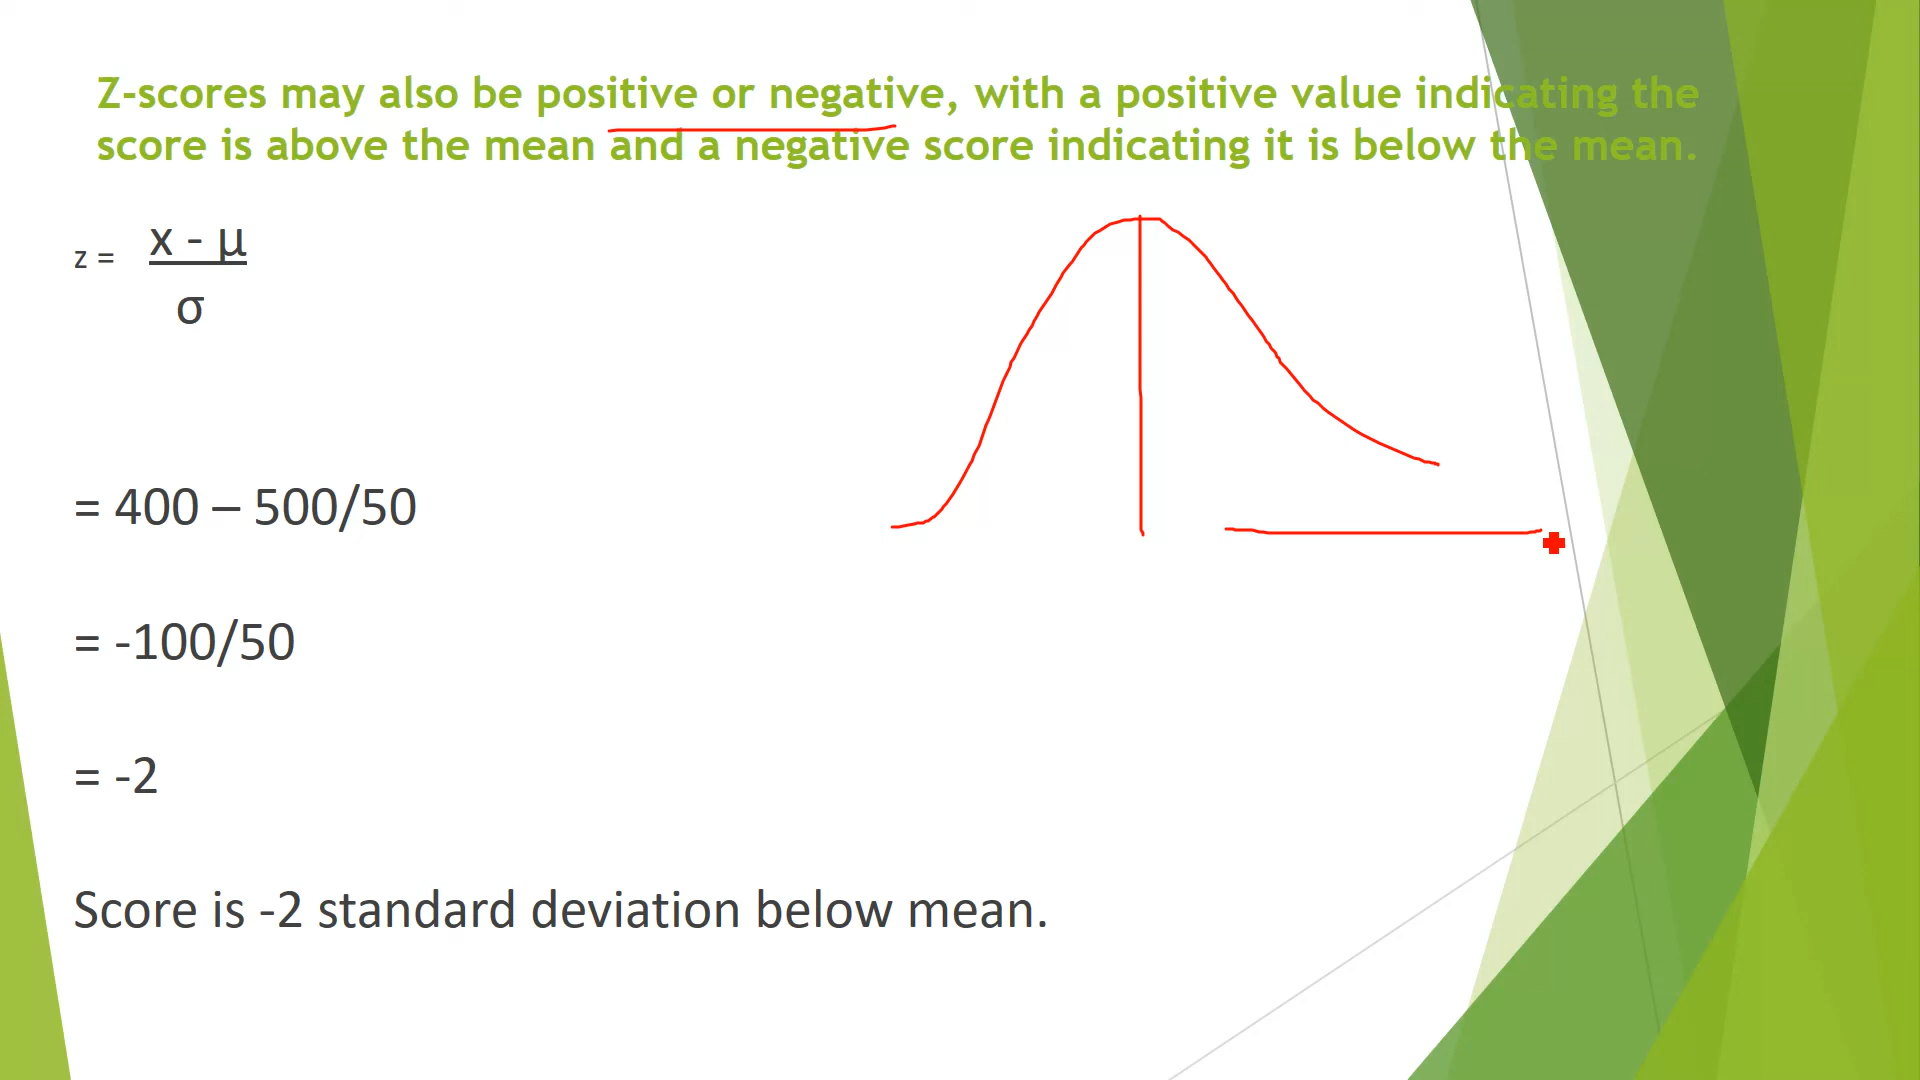 Z-scores may also be positive or negative, with a positive value indicating the
score is above the mean and a negative score indicating it is below the mean.
z = x - μ
σ
= 400 – 500/50
= -100/50
= -2
Score is -2 standard deviation below mean.